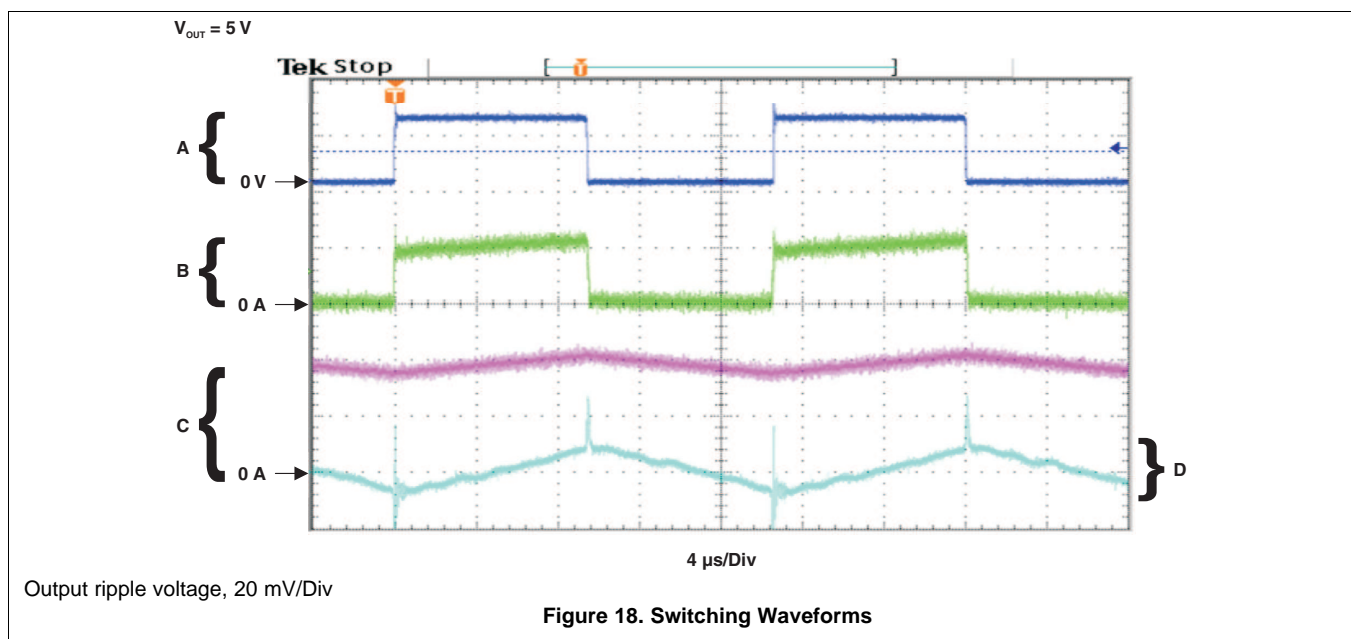 V_OUT = 5 V
Tek Stop
T
T
A
0 V
B
0 A
C
0 A
D
4 µs/Div
Output ripple voltage, 20 mV/Div
Figure 18. Switching Waveforms